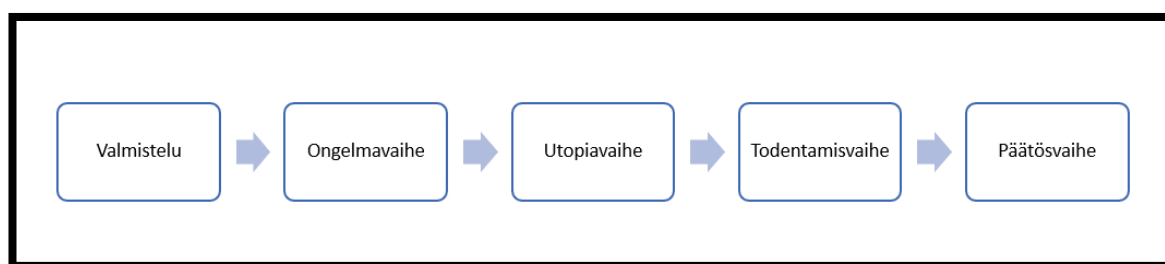 Valmistelu
Ongelmavaihe
Utopiavaihe
Todentamisvaihe
Päätösvaihe